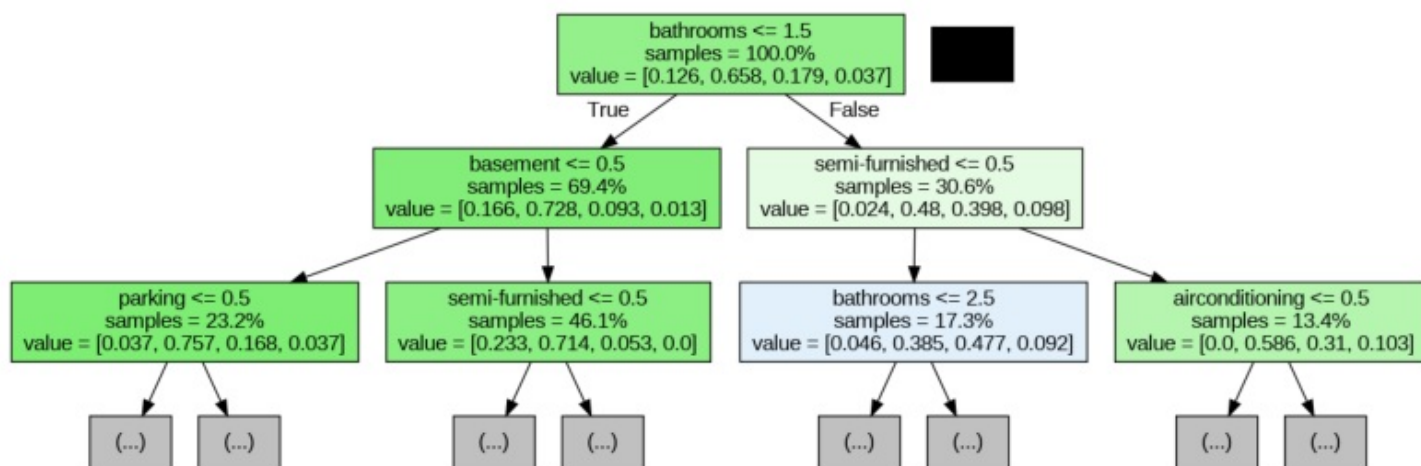 bathrooms <= 1.5
samples = 100.0%
value = [0.126, 0.658, 0.179, 0.037]
True
False
basement <= 0.5
samples = 69.4%
value = [0.166, 0.728, 0.093, 0.013]
semi-furnished <= 0.5
samples = 30.6%
value = [0.024, 0.48, 0.398, 0.098]
parking <= 0.5
samples = 23.2%
value = [0.037, 0.757, 0.168, 0.037]
semi-furnished <= 0.5
samples = 46.1%
value = [0.233, 0.714, 0.053, 0.0]
bathrooms <= 2.5
samples = 17.3%
value = [0.046, 0.385, 0.477, 0.092]
airconditioning <= 0.5
samples = 13.4%
value = [0.0, 0.586, 0.31, 0.103]
(...)
(...)
(...)
(...)
(...)
(...)
(...)
(...)